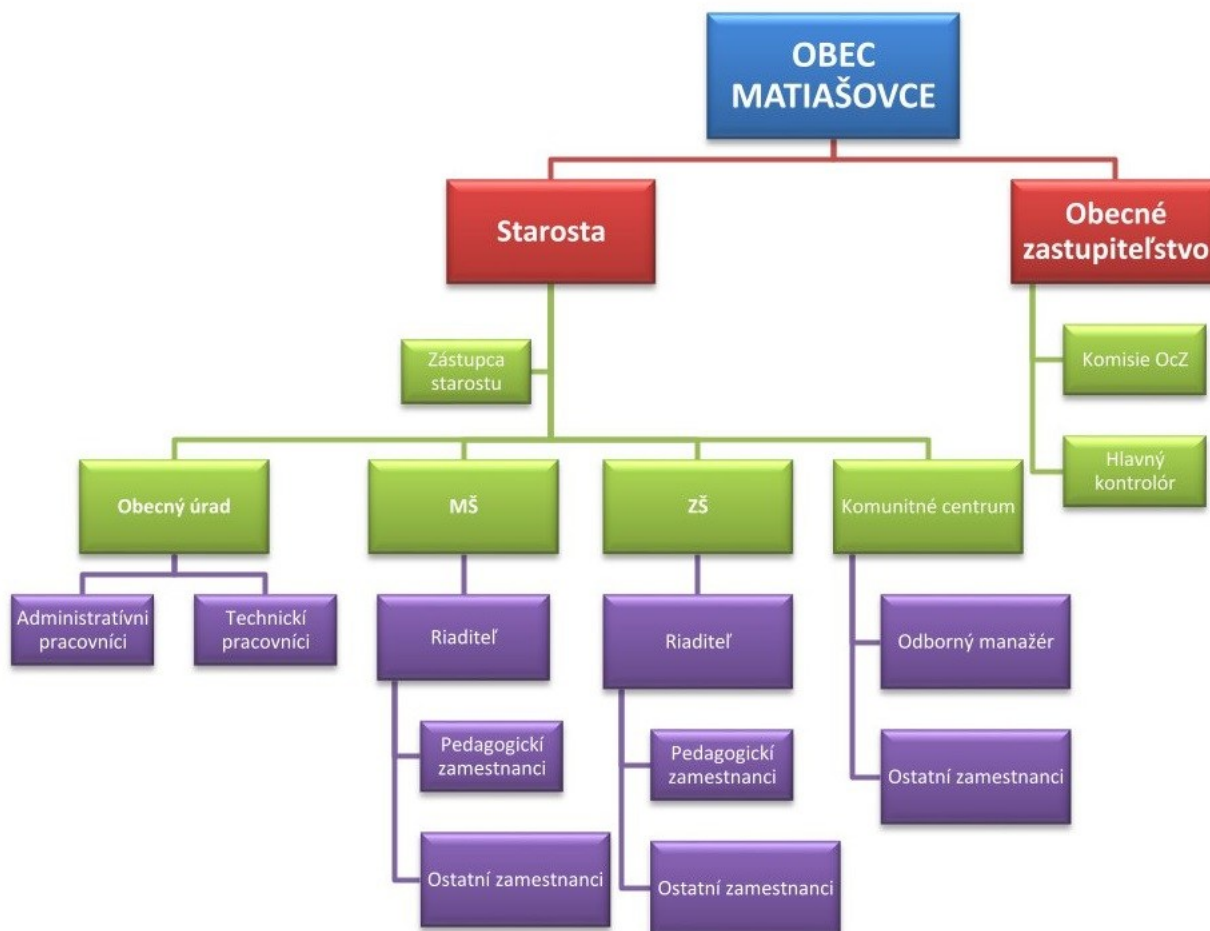 OBEC
MATIAŠOVCE
Starosta
Obecné
zastupiteľstvo
Zástupca
starostu
Komisie OcZ
Hlavný
kontrolór
Obecný úrad
MŠ
ZŠ
Komunitné centrum
Administratívni
pracovníci
Technickí
pracovníci
Riaditeľ
Riaditeľ
Odborný manažér
Pedagogickí
zamestnanci
Pedagogickí
zamestnanci
Ostatní zamestnanci
Ostatní zamestnanci
Ostatní zamestnanci